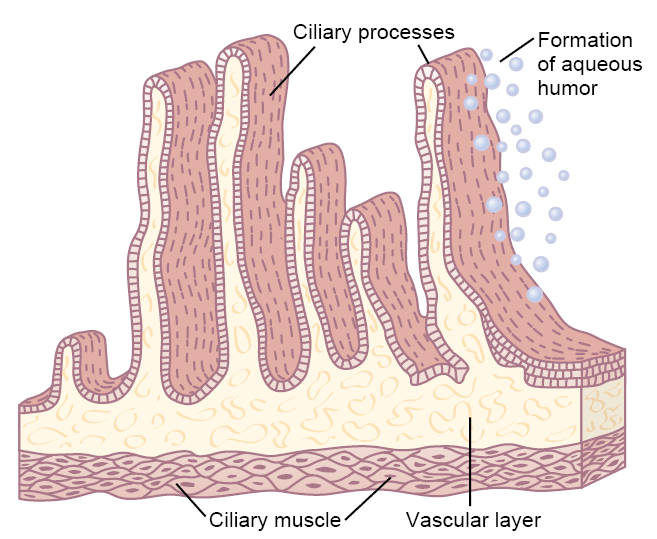 Ciliary processes
Formation
of aqueous
humor
Ciliary muscle
Vascular layer